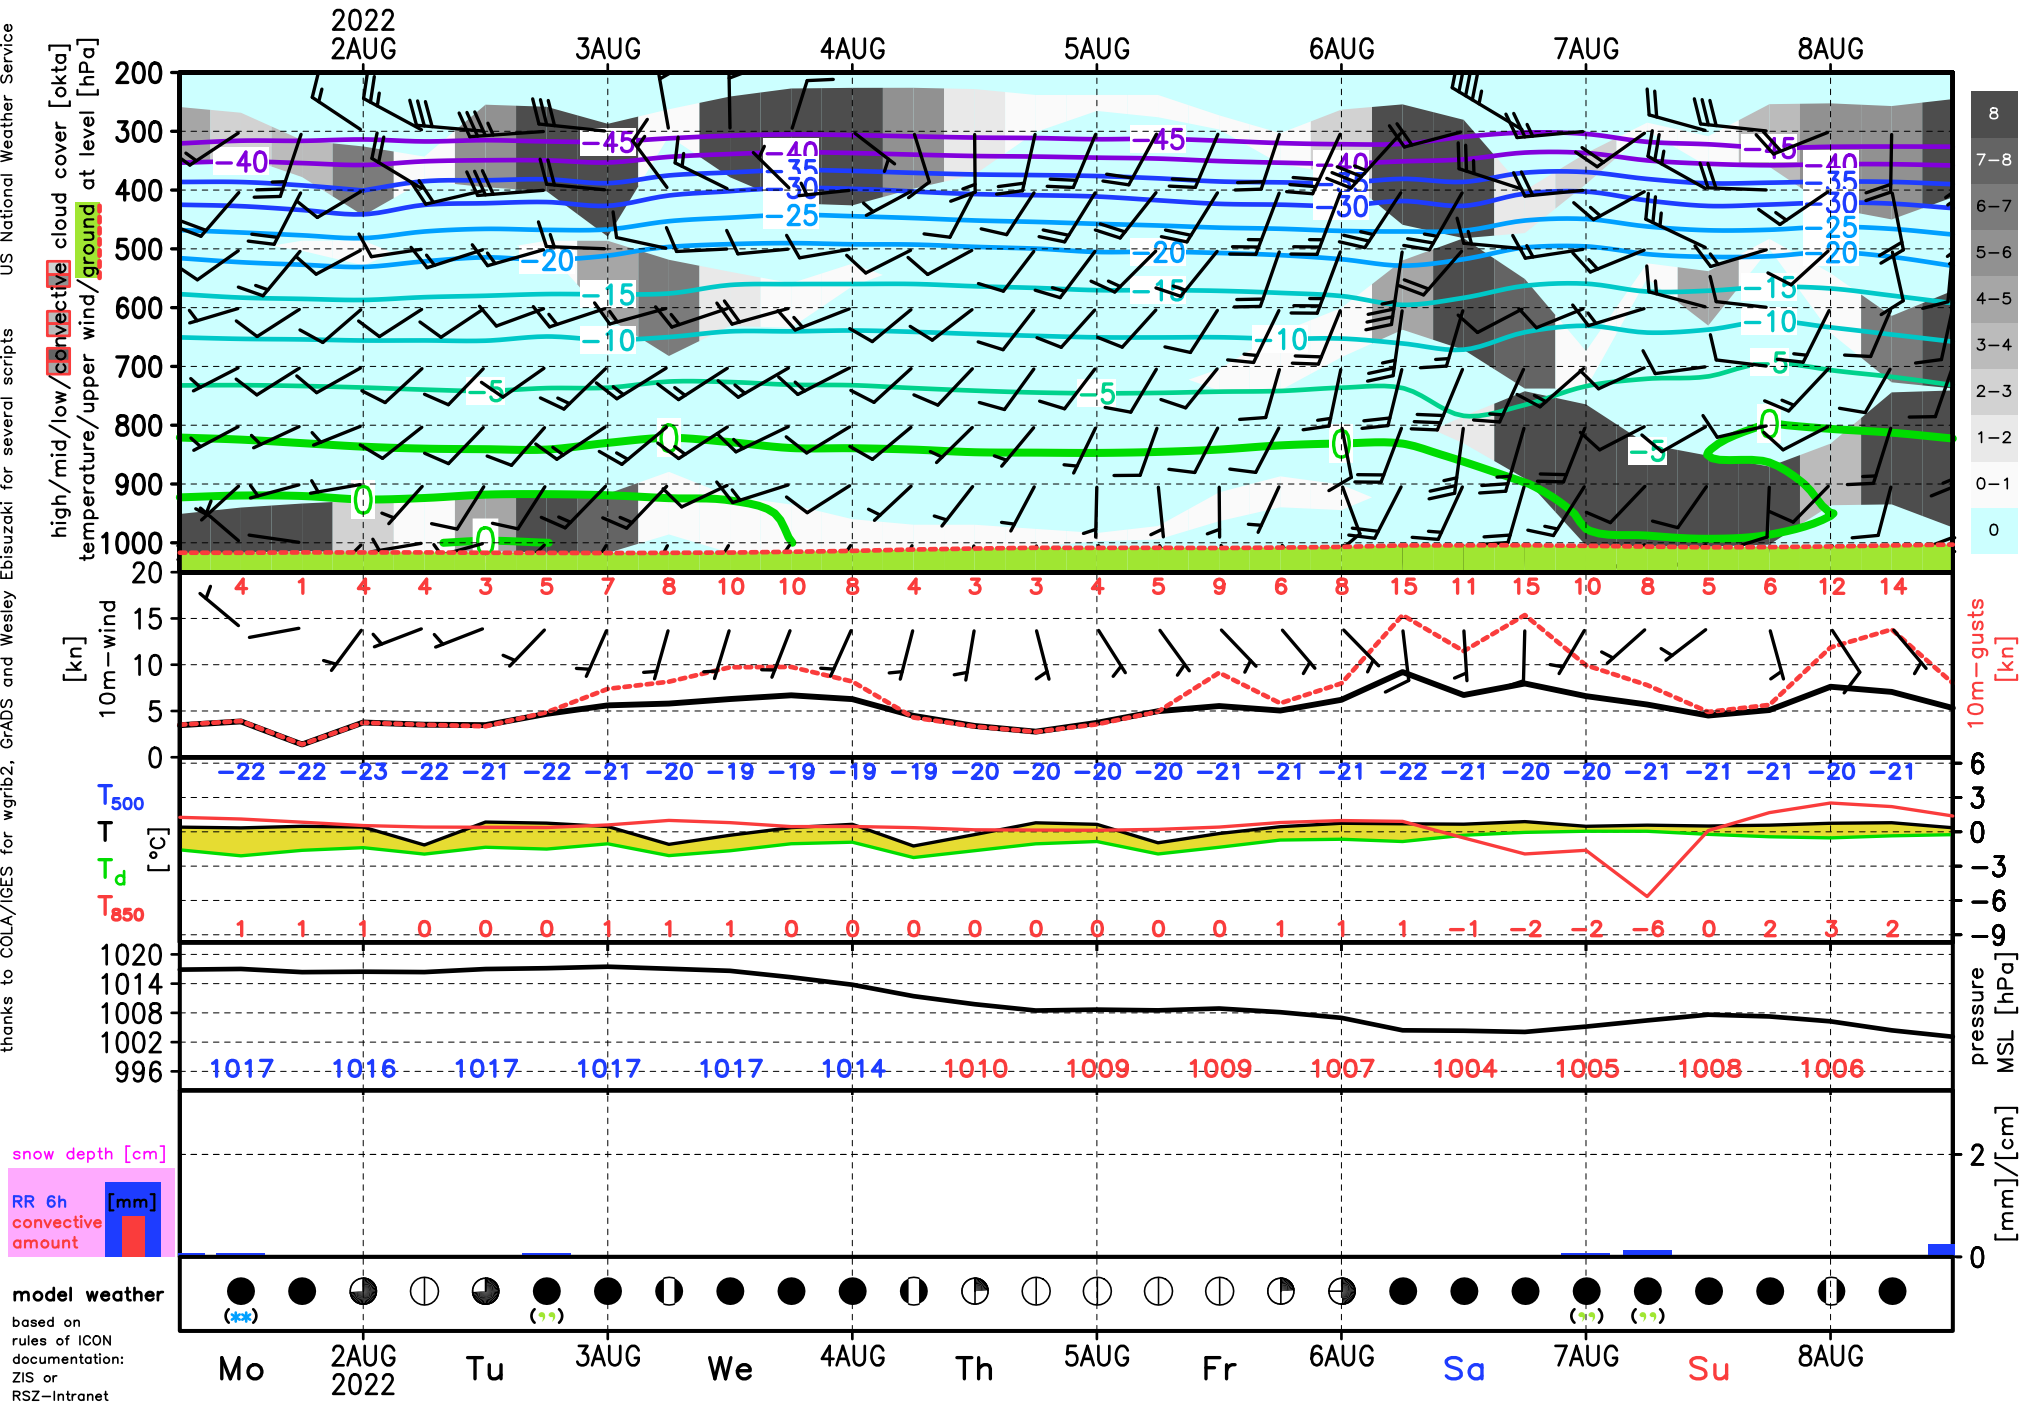 2022
2AUG 3AUG 4AUG 5AUG 6AUG 7AUG 8AUG
US National Weather Service
thanks to COLA/IGES for wgrib2, GrADS and Wesley Ebisuzaki for several scripts
high/mid/low/convective cloud cover [okta]
temperature/upper wind/ground at level [hPa]
200
300
400
500
600
700
800
900
1000
-45 -45 -45
-40 -40 -40 -40
-35 -35 -35
-30 -30 -30
-25 -25
-20 -20 -20
-15 -15 -15
-10 -10 -10
-5 -5 -5 -5
0 0 0
0 0
8
7-8
6-7
5-6
4-5
3-4
2-3
1-2
0-1
0
20
15
10
5
0
10m-wind
[kn]
4 1 4 4 3 5 7 8 10 10 8 4 3 3 4 5 9 6 8 15 11 15 10 8 5 6 12 14
10m-gusts
[kn]
-22 -22 -23 -22 -21 -22 -21 -20 -19 -19 -19 -19 -20 -20 -20 -20 -21 -21 -21 -22 -21 -20 -20 -21 -21 -21 -20 -21
T500
T
Td
T850
[°C]
6
3
0
-3
-6
-9
1 1 1 0 0 0 1 1 1 0 0 0 0 0 0 0 0 1 1 1 -1 -2 -2 -6 0 2 3 2
1020
1014
1008
1002
996
1017 1016 1017 1017 1017 1014 1010 1009 1009 1007 1004 1005 1008 1006
pressure
MSL [hPa]
snow depth [cm]
RR 6h [mm]
convective
amount
2
0
[mm]/[cm]
model weather
based on
rules of ICON
documentation:
ZIS or
RSZ-Intranet
(**) (,,) (,,) (,,)
Mo 2AUG Tu 3AUG We 4AUG Th 5AUG Fr 6AUG Sa 7AUG Su 8AUG
2022